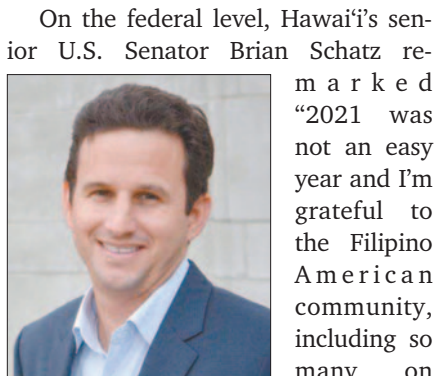 On the federal level, Hawai‘i’s sen-
ior U.S. Senator Brian Schatz re-
marked
“2021 was
not an easy
year and I’m
grateful to
the Filipino
American
community,
including so
many on